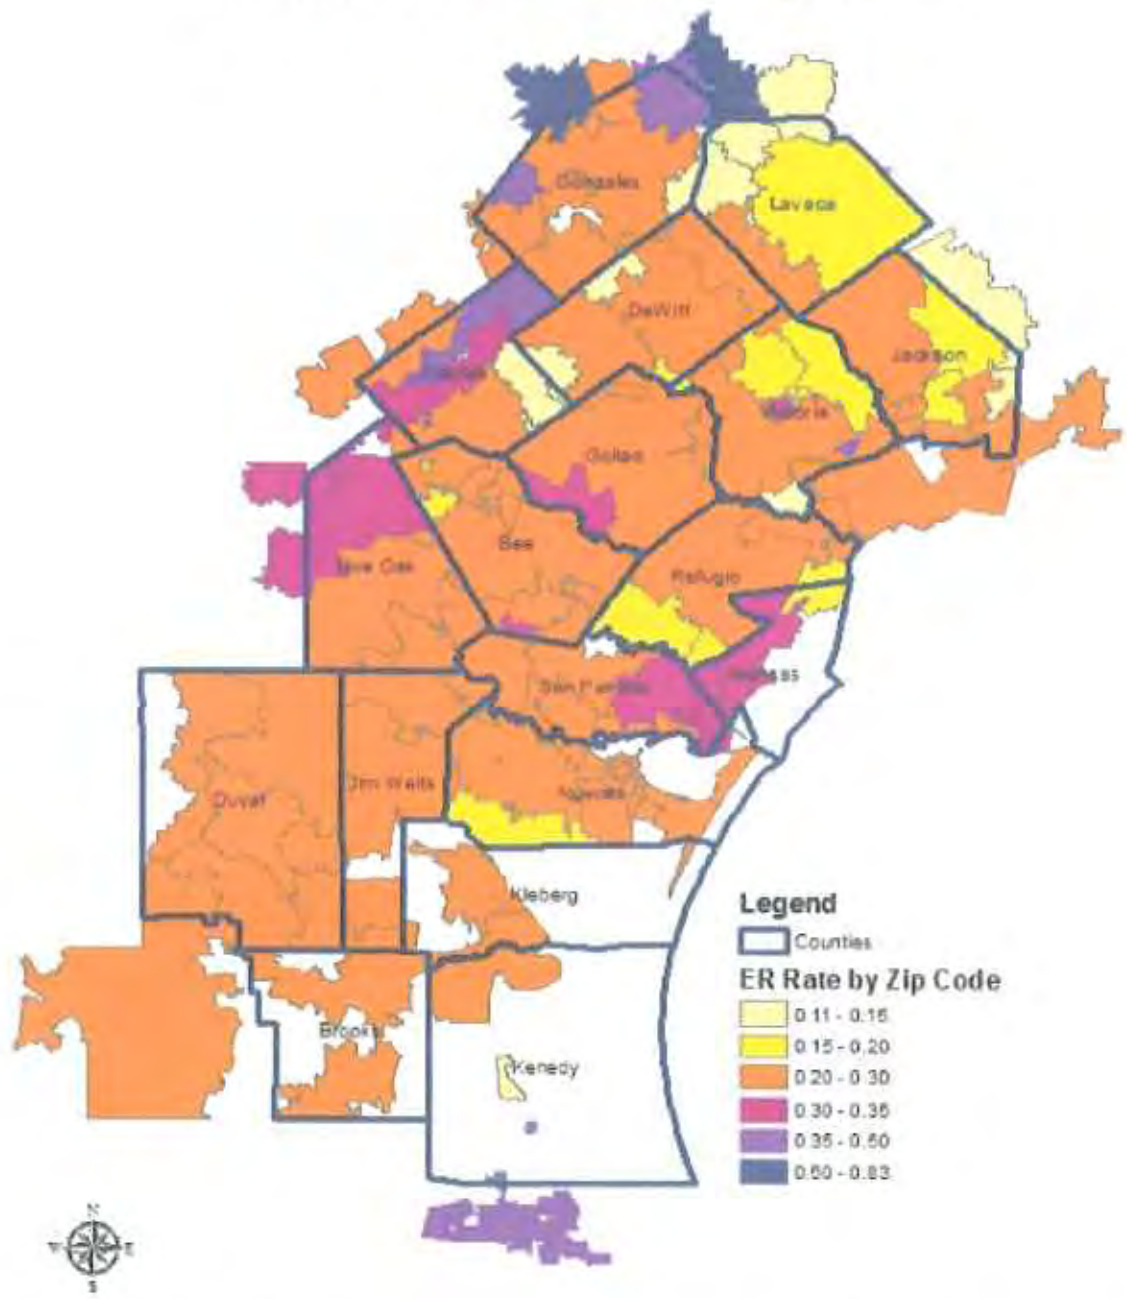 Gonzales
Lavaca
DeWitt
Jackson
Victoria
Goliad
Bee
Live Oak
Refugio
San Patricio
Duval
Jim Wells
Nueces
Kleberg
Brooks
Kenedy
Legend
Counties
ER Rate by Zip Code
0.11 - 0.15
0.15 - 0.20
0.20 - 0.30
0.30 - 0.35
0.35 - 0.50
0.50 - 0.83
N
W E
S